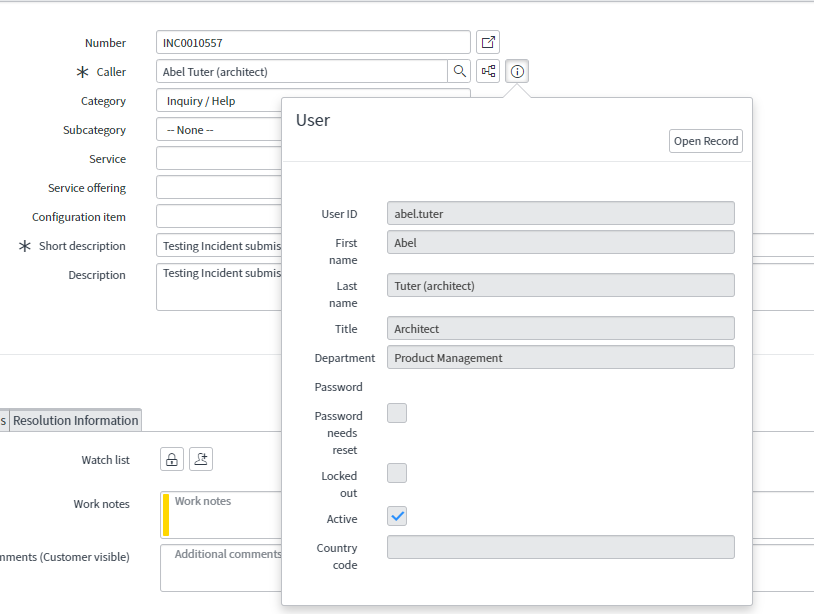 Number INC0010557
Caller Abel Tuter (architect)
Category Inquiry / Help
Subcategory -- None --
Service
Service offering
Configuration item
Short description Testing Incident submis
Description Testing Incident submis
s Resolution Information
Watch list
Work notes Work notes
mments (Customer visible) Additional comments
User
Open Record
User ID abel.tuter
First name Abel
Last name Tuter (architect)
Title Architect
Department Product Management
Password
Password needs reset
Locked out
Active
Country code